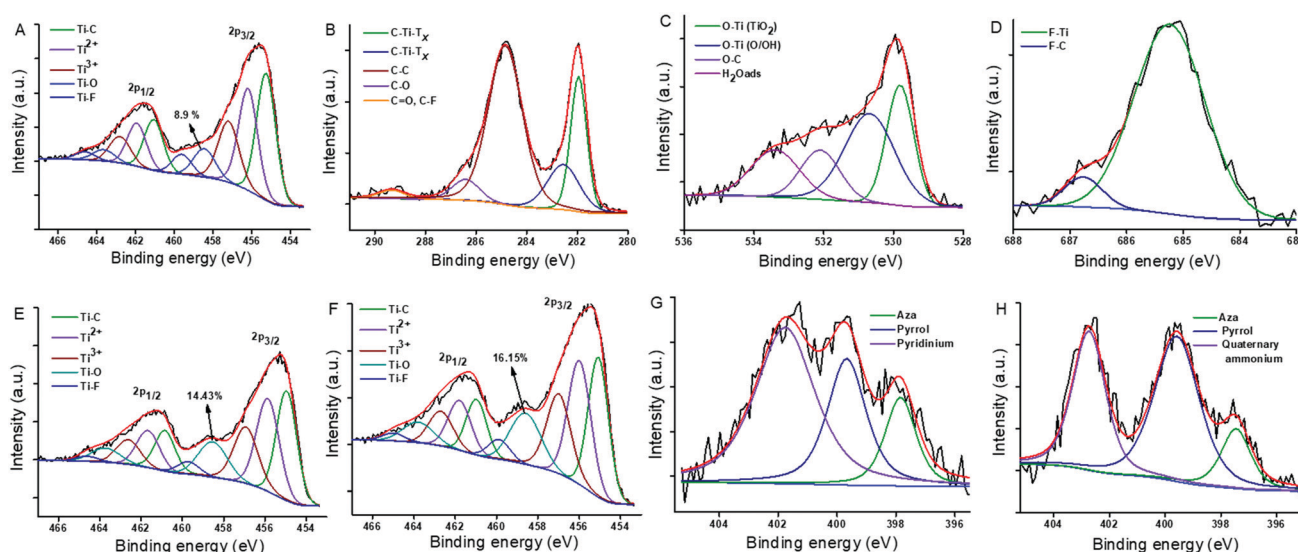 A
Ti-C
Ti2+
Ti3+
Ti-O
Ti-F
2p1/2
8.9 %
2p3/2
Intensity (a.u.)
466 464 462 460 458 456 454
Binding energy (eV)
B
C-Ti-Tx
C-Ti-Tx
C-C
C-O
C=O, C-F
Intensity (a.u.)
290 288 286 284 282 280
Binding energy (eV)
C
O-Ti (TiO2)
O-Ti (O/OH)
O-C
H2Oads
Intensity (a.u.)
536 534 532 530 528
Binding energy (eV)
D
F-Ti
F-C
Intensity (a.u.)
688 687 686 685 684 68
Binding energy (eV)
E
Ti-C
Ti2+
Ti3+
Ti-O
Ti-F
2p1/2
14.43%
2p3/2
Intensity (a.u.)
466 464 462 460 458 456 454
Binding energy (eV)
F
Ti-C
Ti2+
Ti3+
Ti-O
Ti-F
2p1/2
16.15%
2p3/2
Intensity (a.u.)
466 464 462 460 458 456 454
Binding energy (eV)
G
Aza
Pyrrol
Pyridinium
Intensity (a.u.)
404 402 400 398 396
Binding energy (eV)
H
Aza
Pyrrol
Quaternary
ammonium
Intensity (a.u.)
404 402 400 398 396
Binding energy (eV)